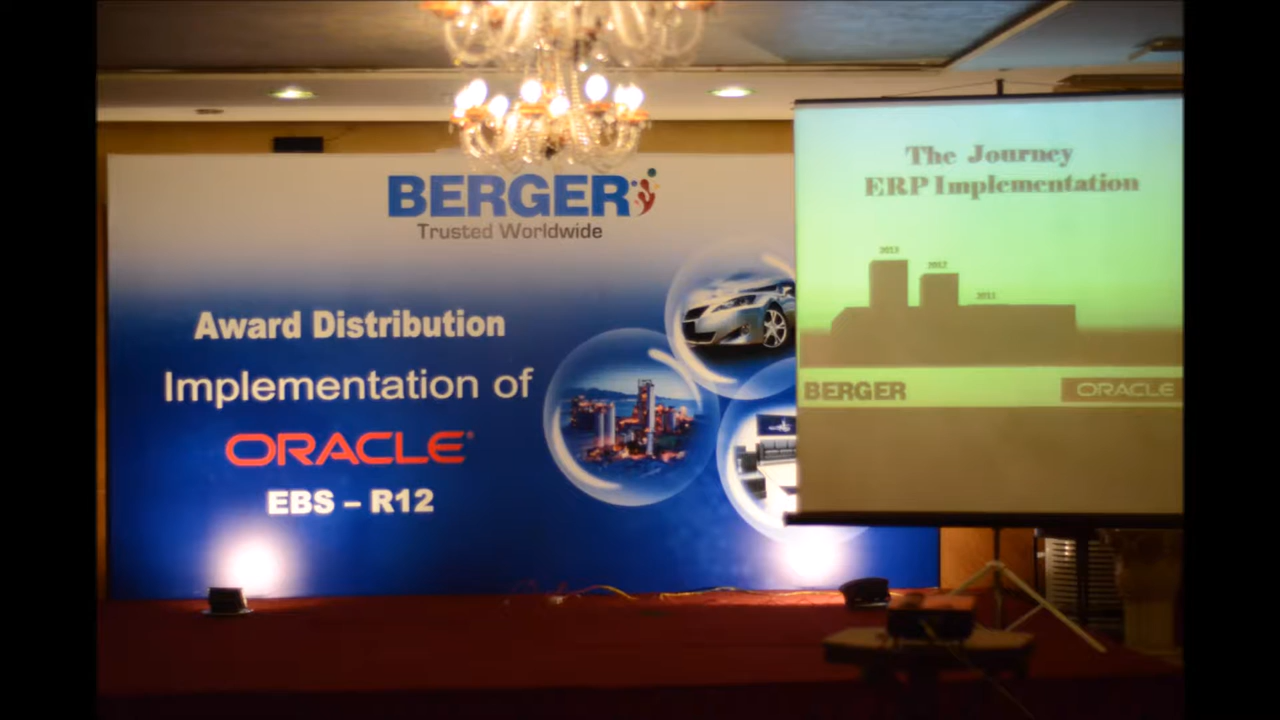 BERGER
Trusted Worldwide
Award Distribution
Implementation of
ORACLE
EBS – R12
The Journey
ERP Implementation
2013
2012
2011
BERGER
ORACLE